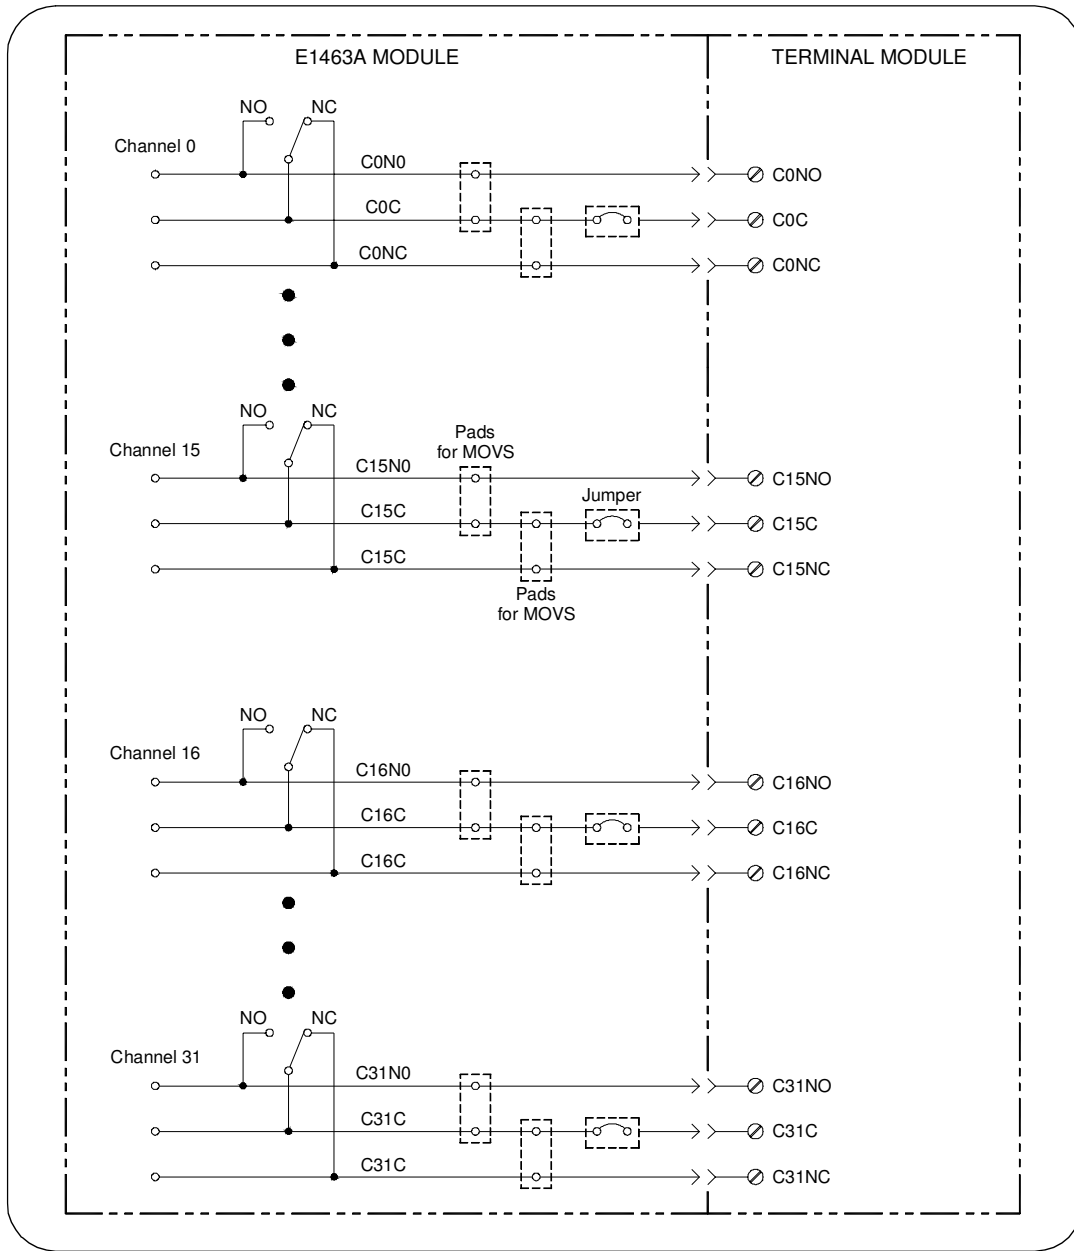 E1463A MODULE
TERMINAL MODULE
NO NC
Channel 0
C0N0
C0NO
C0C
C0C
C0NC
C0NC
NO NC
Channel 15
Pads
for MOVS
C15N0
C15NO
Jumper
C15C
C15C
C15C
C15NC
Pads
for MOVS
NO NC
Channel 16
C16N0
C16NO
C16C
C16C
C16C
C16NC
NO NC
Channel 31
C31N0
C31NO
C31C
C31C
C31C
C31NC